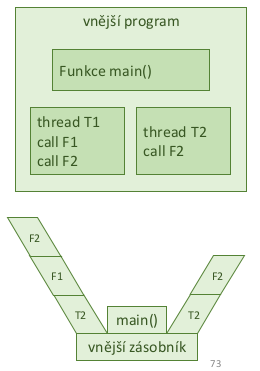 vnější program
Funkce main()
thread T1
call F1
call F2
thread T2
call F2
F2
F1
T2
main()
F2
T2
vnější zásobník
73